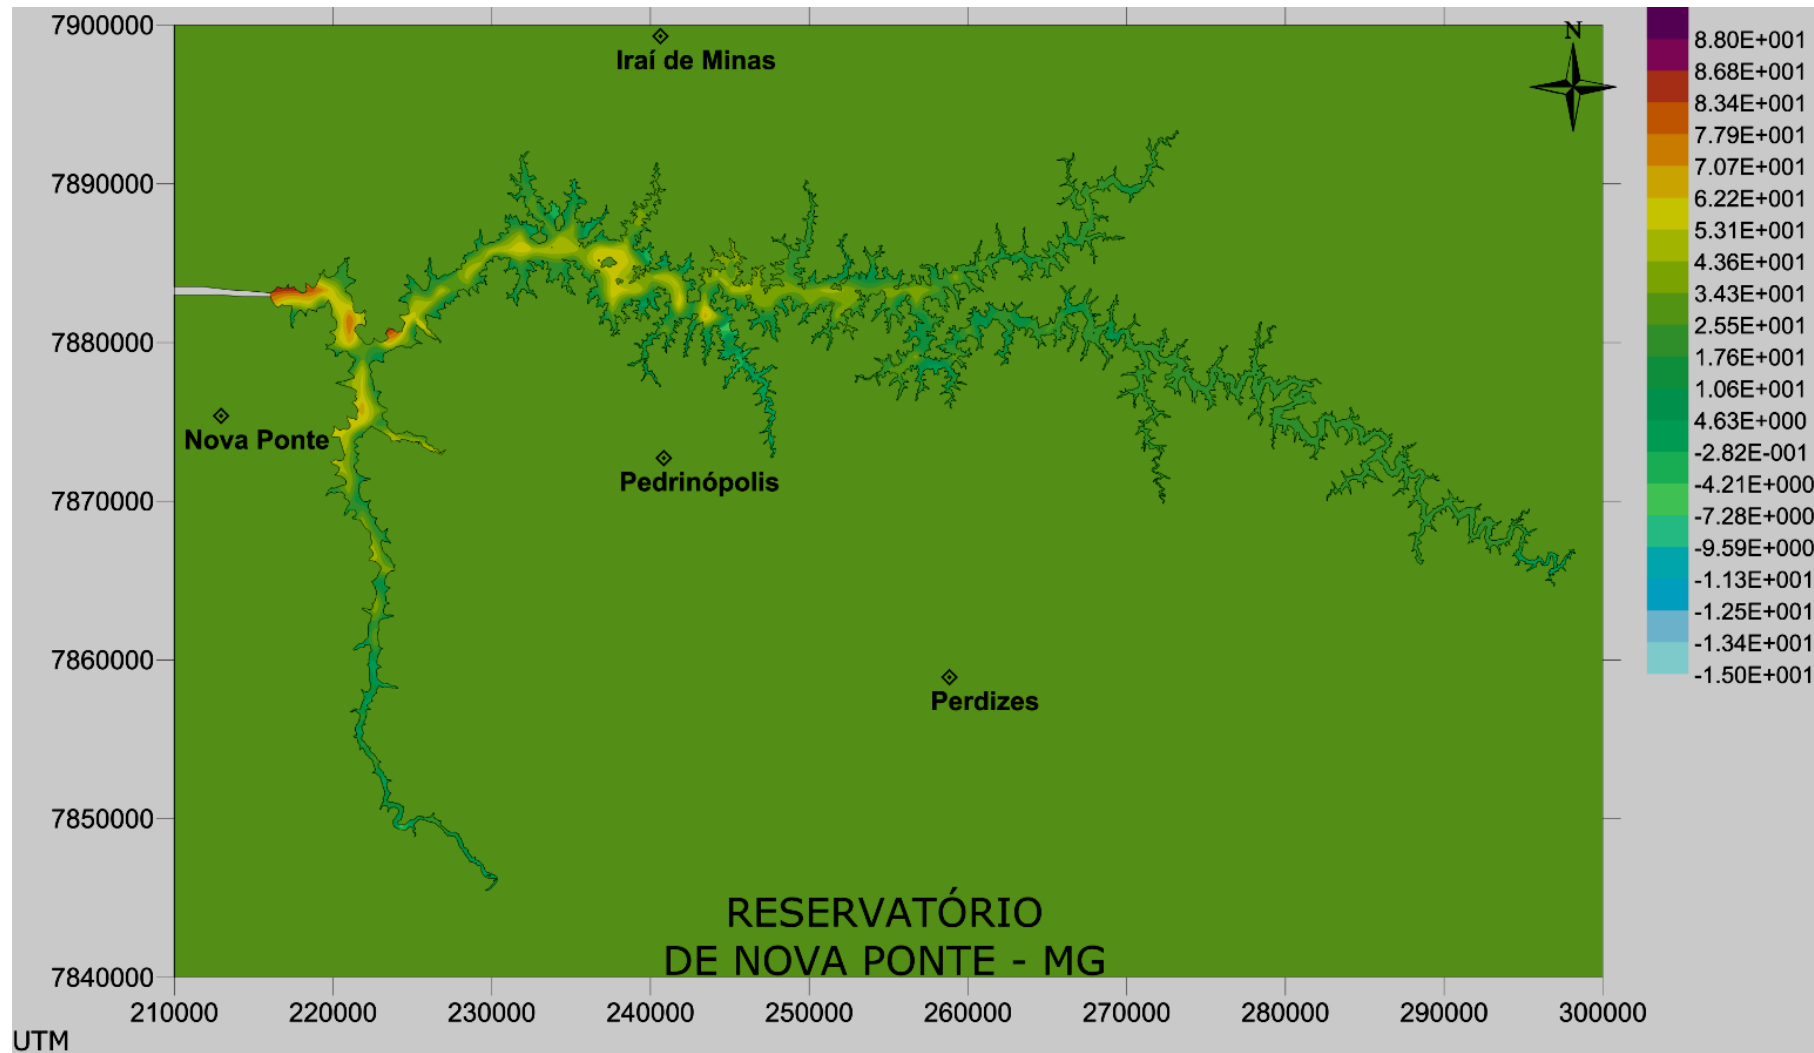 7900000
7890000
7880000
7870000
7860000
7850000
7840000
210000 220000 230000 240000 250000 260000 270000 280000 290000 300000
UTM
Iraí de Minas
Nova Ponte
Pedrinópolis
Perdizes
RESERVATÓRIO
DE NOVA PONTE - MG
N
8.80E+001
8.68E+001
8.34E+001
7.79E+001
7.07E+001
6.22E+001
5.31E+001
4.36E+001
3.43E+001
2.55E+001
1.76E+001
1.06E+001
4.63E+000
-2.82E-001
-4.21E+000
-7.28E+000
-9.59E+000
-1.13E+001
-1.25E+001
-1.34E+001
-1.50E+001